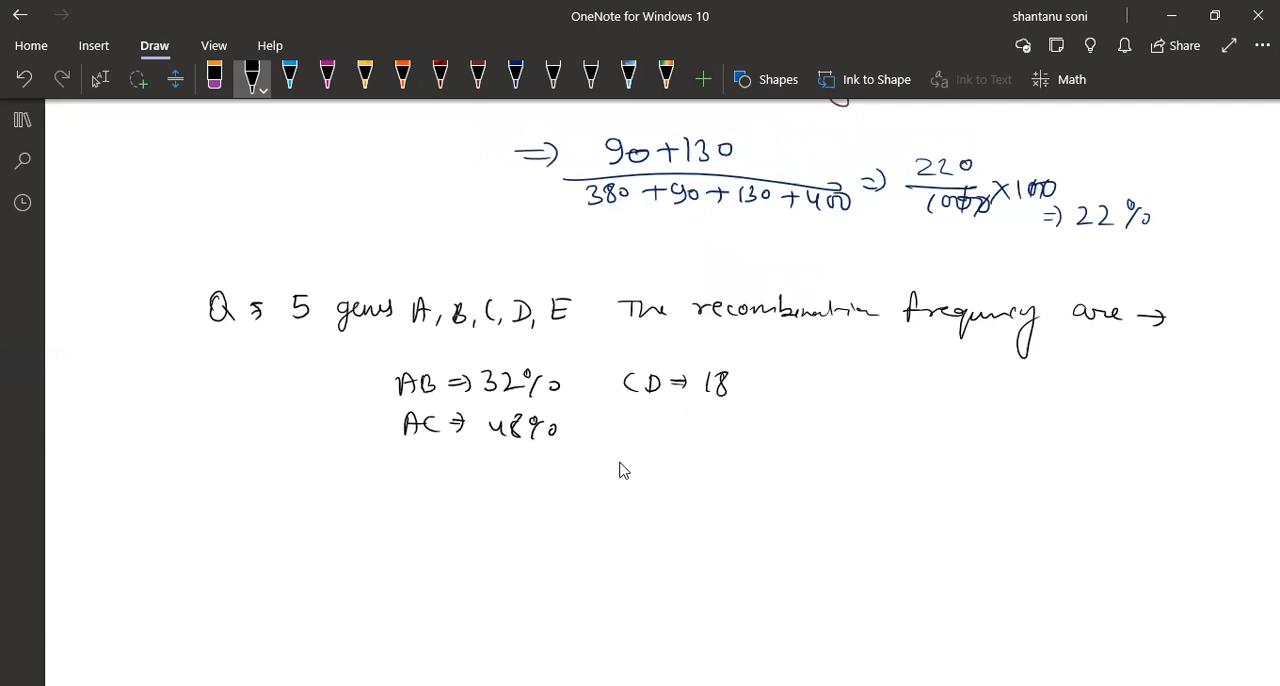 OneNote for Windows 10
shantanu soni
Home Insert Draw View Help
Share
Shapes Ink to Shape Ink to Text Math
=> 90+130 / 380+90+130+400 => 220 / 1000 × 100
=> 22%
Q 5 genes A, B, C, D, E The recombination frequency are →
AB => 32% CD => 18
AC => 48%